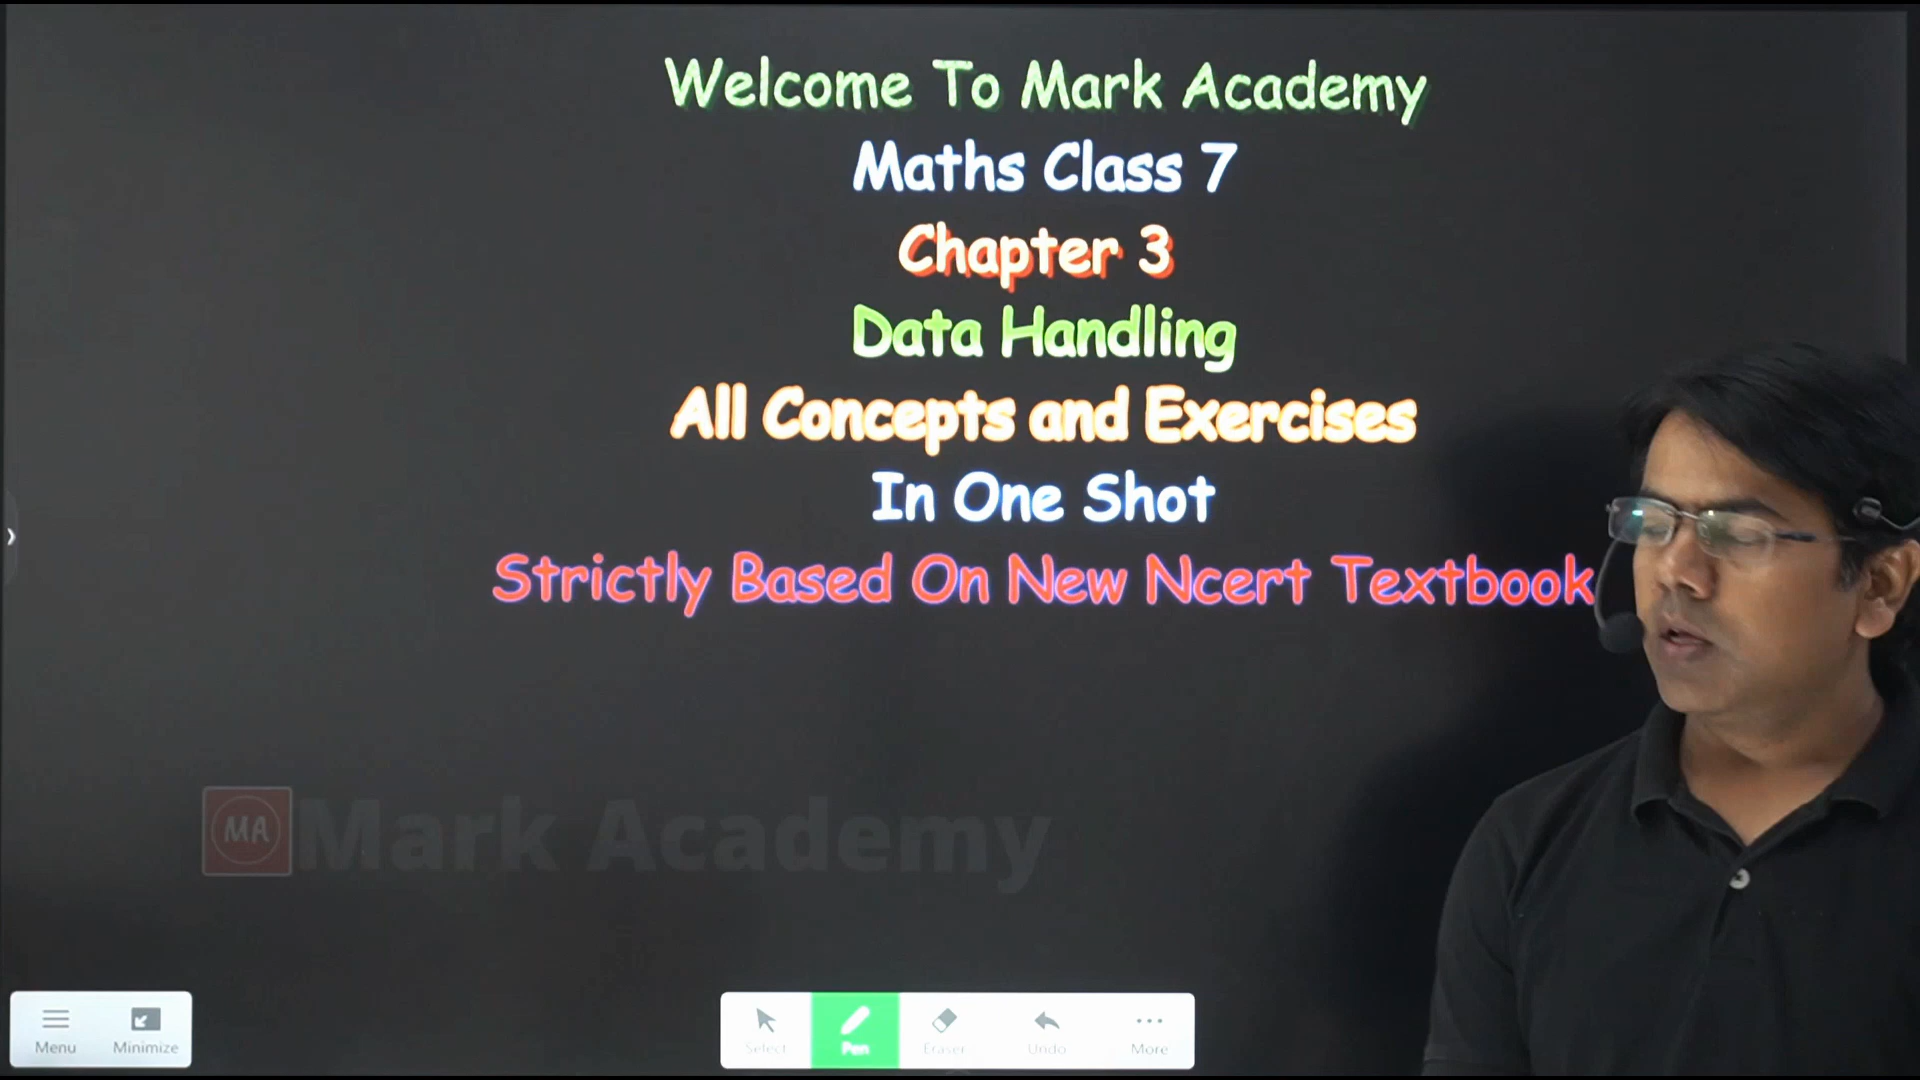 Welcome To Mark Academy
Maths Class 7
Chapter 3
Data Handling
All Concepts and Exercises
In One Shot
Strictly Based On New Ncert Textbook
MA Mark Academy
Menu Minimize Select Pen Eraser Undo More